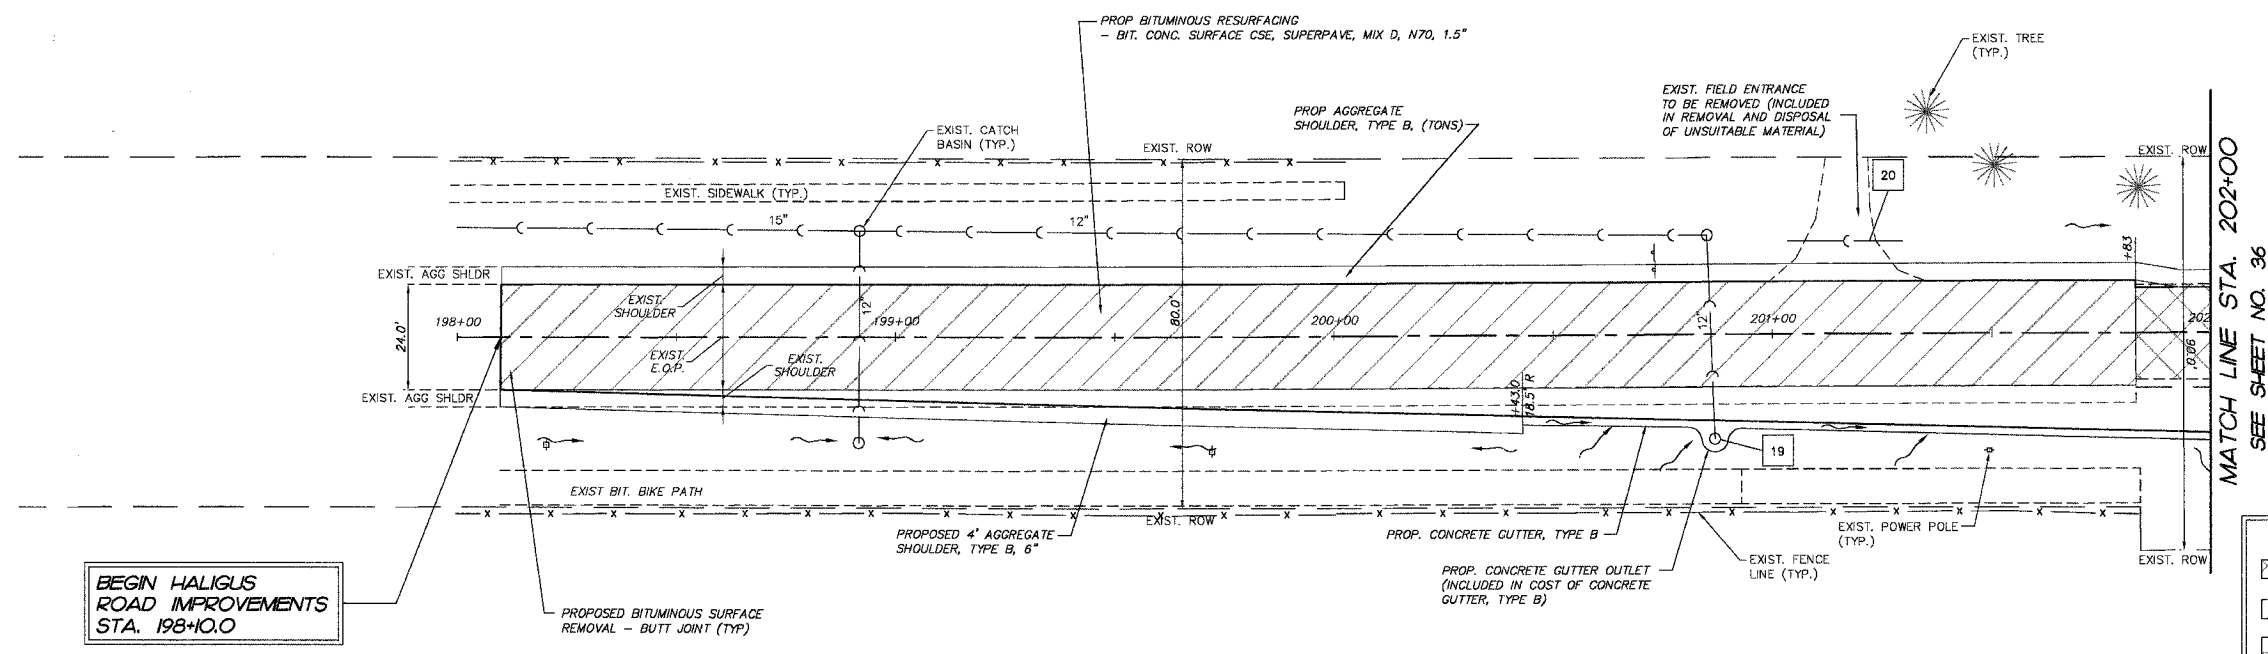 PROP BITUMINOUS RESURFACING
- BIT. CONC. SURFACE CSE, SUPERPAVE, MIX D, N70, 1.5"
EXIST. TREE
(TYP.)
EXIST. FIELD ENTRANCE
TO BE REMOVED (INCLUDED
IN REMOVAL AND DISPOSAL
OF UNSUITABLE MATERIAL)
PROP AGGREGATE
SHOULDER, TYPE B, (TONS)
EXIST. CATCH
BASIN (TYP.)
EXIST. ROW
EXIST. ROW
20
EXIST. SIDEWALK (TYP.)
15"
12"
+83
EXIST. AGG SHLDR
EXIST.
SHOULDER
12"
80.0'
12"
24.0'
198+00
199+00
200+00
201+00
202
90.0'
EXIST.
E.O.P.
EXIST.
SHOULDER
EXIST. AGG SHLDR
+43.0
18.5' R
19
MATCH LINE STA. 202+00
SEE SHEET NO. 36
EXIST BIT. BIKE PATH
EXIST. ROW
PROPOSED 4' AGGREGATE
SHOULDER, TYPE B, 6"
PROP. CONCRETE GUTTER, TYPE B
EXIST. POWER POLE
(TYP.)
EXIST. FENCE
LINE (TYP.)
EXIST. ROW
PROP. CONCRETE GUTTER OUTLET
(INCLUDED IN COST OF CONCRETE
GUTTER, TYPE B)
BEGIN HALIGUS
ROAD IMPROVEMENTS
STA. 198+10.0
PROPOSED BITUMINOUS SURFACE
REMOVAL - BUTT JOINT (TYP)